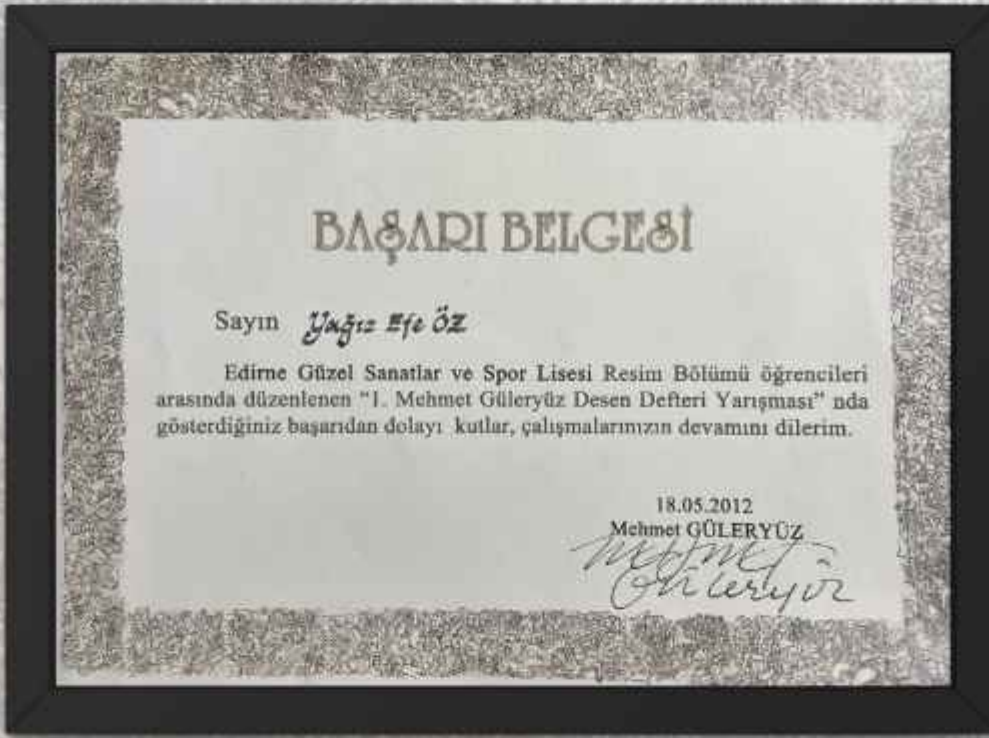 BAŞARI BELGESİ
Sayın Yağız Efe ÖZ
Edirne Güzel Sanatlar ve Spor Lisesi Resim Bölümü öğrencileri
arasında düzenlenen “1. Mehmet Güleryüz Desen Defteri Yarışması” nda
gösterdiğiniz başarıdan dolayı kutlar, çalışmalarınızın devamını dilerim.
18.05.2012
Mehmet GÜLERYÜZ
Mehmet
Güleryüz